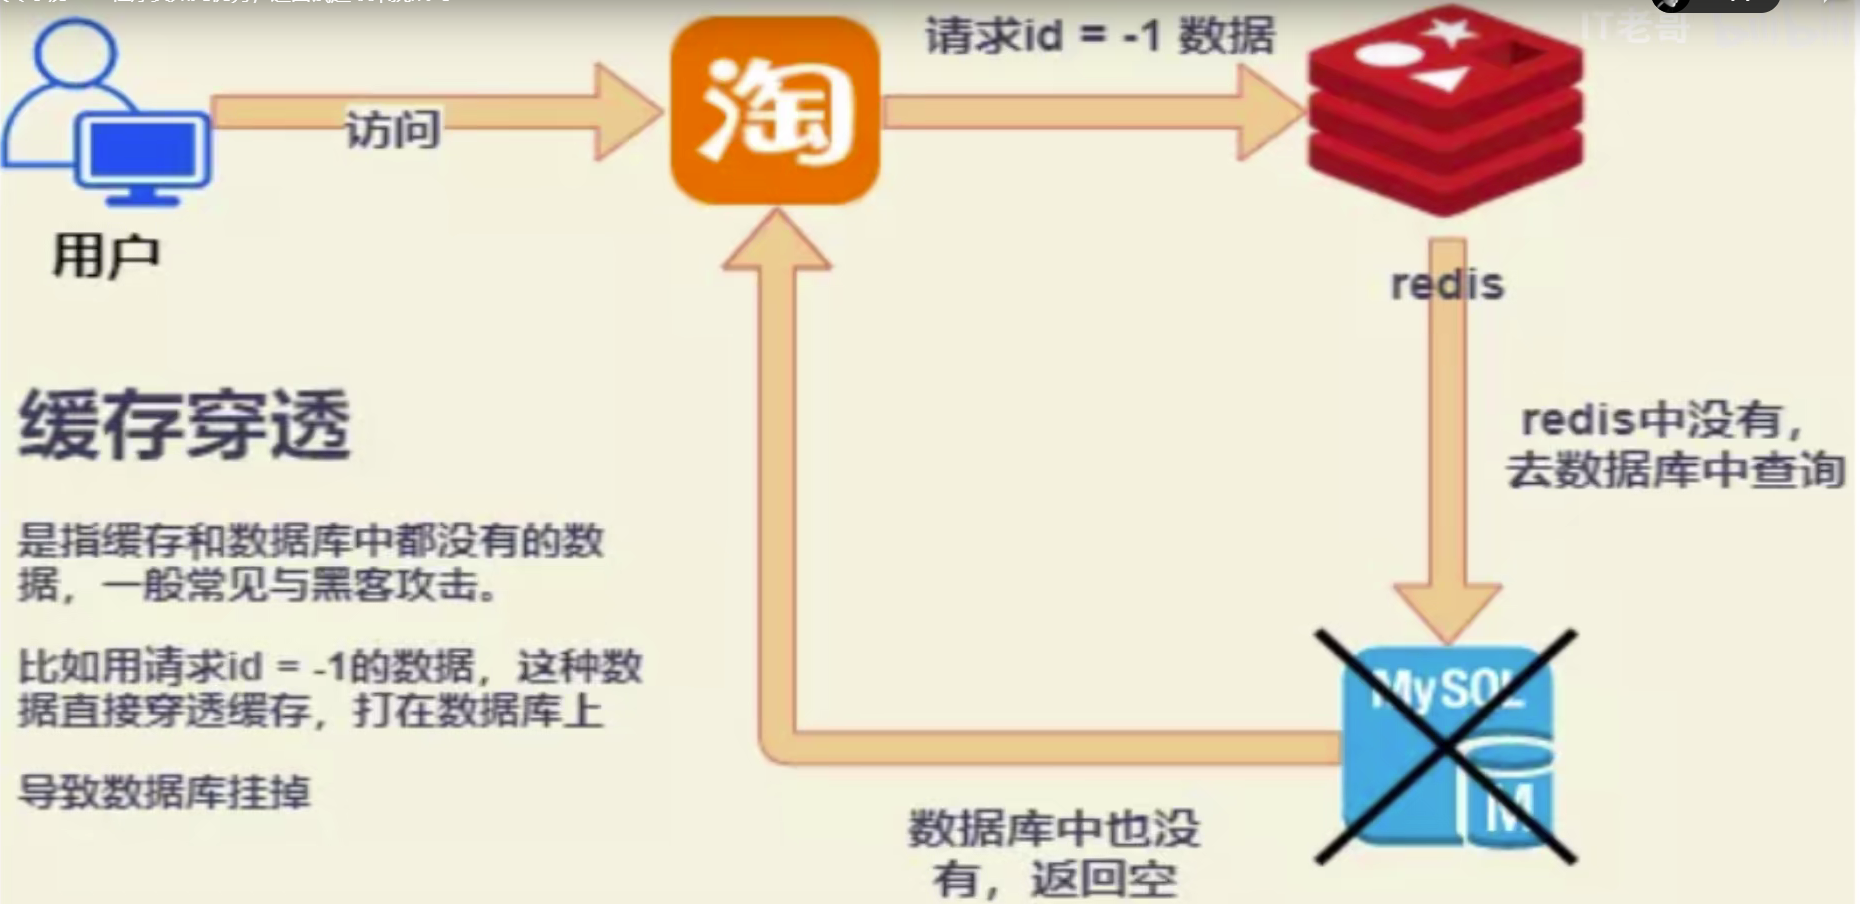 请求id = -1 数据
IT老哥
淘
访问
用户
redis
缓存穿透
redis中没有，
去数据库中查询
是指缓存和数据库中都没有的数
据，一般常见与黑客攻击。
比如用请求id = -1的数据，这种数
据直接穿透缓存，打在数据库上
导致数据库挂掉
MySQL
M
数据库中也没
有，返回空